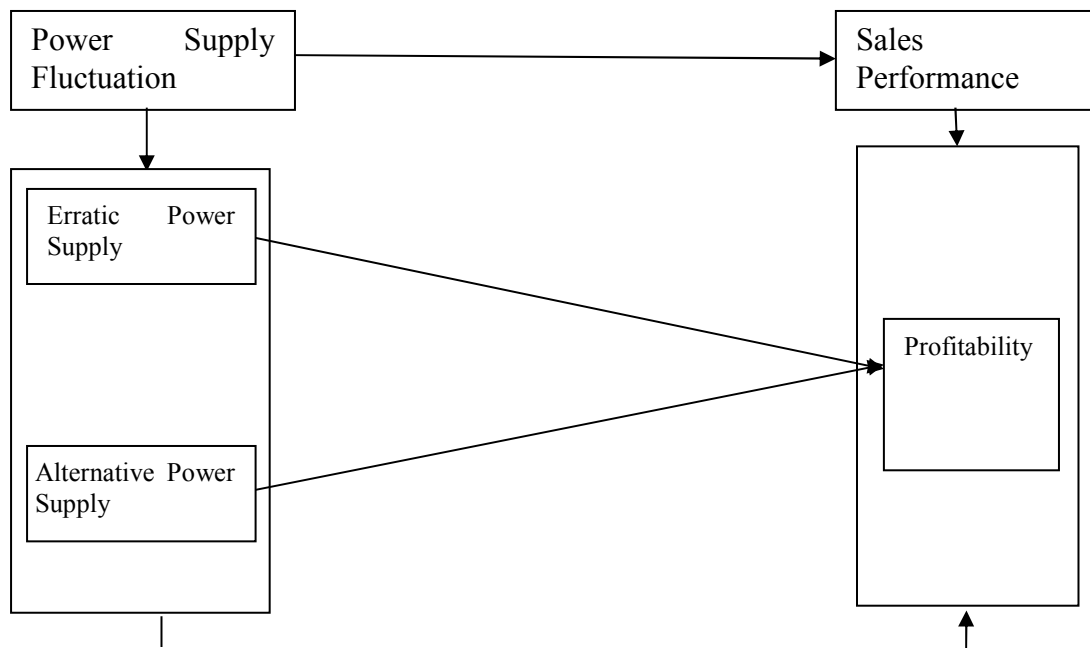 Power Supply
Fluctuation
Sales
Performance
Erratic Power
Supply
Profitability
Alternative Power
Supply